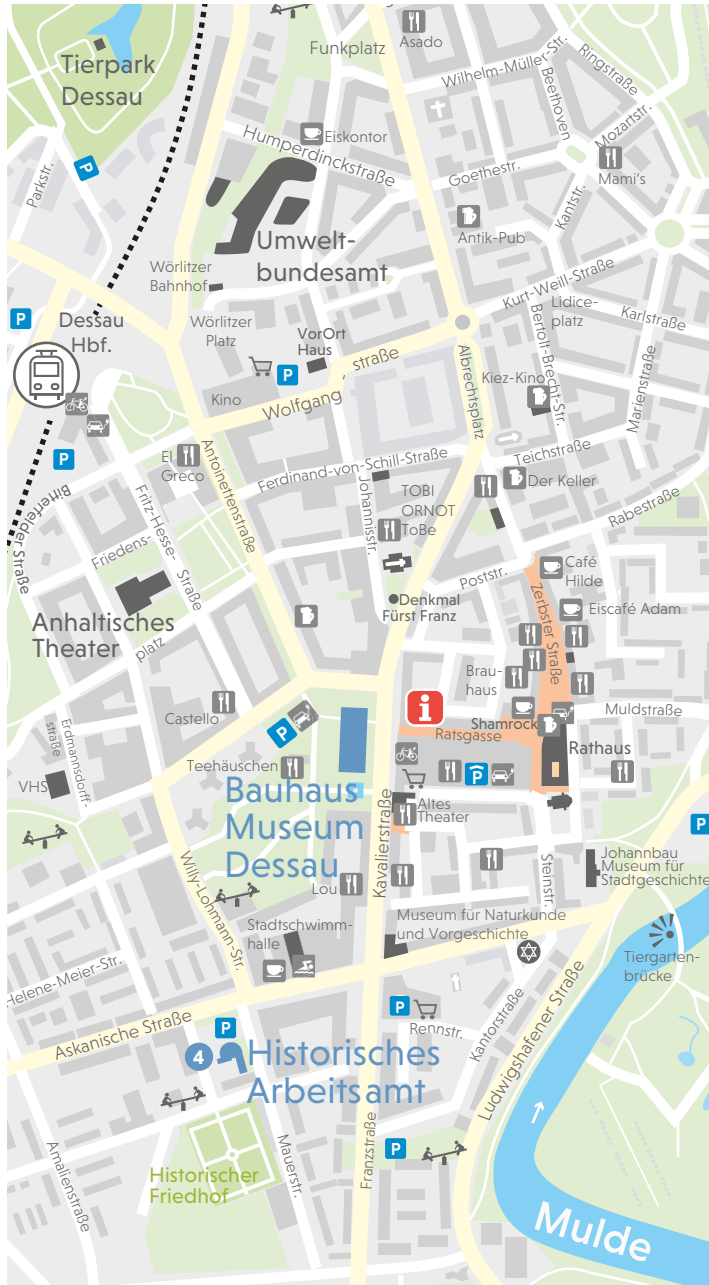 Funkplatz
Asado
Tierpark
Dessau
Wilhelm-Müller-Str.
Ringstraße
Beethoven
Mozartstr.
Eiskontor
Humperdinckstraße
Goethestr.
Mami's
Parkstr.
P
Kantstr.
Antik-Pub
Umwelt-
bundesamt
Wörlitzer
Bahnhof
Kurt-Weill-Straße
Lidice-
platz
Karlstraße
P
Dessau
Hbf.
Wörlitzer
Platz
VorOrt
Haus
P
Kino
Wolfgang-
straße
Albrechtsplatz
Kiez-Kino
Bertolt-Brecht-Str.
Marienstraße
P
El
Greco
Antoinettenstraße
Ferdinand-von-Schill-Straße
Teichstraße
Der Keller
Rabestraße
Bitterfelder Straße
Fritz-Hesse-
Straße
Johannisstr.
TOBI
ORNOT
ToBe
Friedens-
platz
Poststr.
Café
Hilde
Denkmal
Fürst Franz
Zerbster Straße
Eiscafé Adam
Anhaltisches
Theater
Brau-
haus
Castello
i
Shamrock
Muldstraße
Ratsgasse
Rathaus
P
Erdmannsdorff-
straße
VHS
Teehäuschen
P
Bauhaus
Museum
Dessau
Kavalierstraße
Altes
Theater
P
Steinstr.
Johannbau
Museum für
Stadtgeschichte
Willy-Lohmann-Str.
Lou
Stadtschwimm-
halle
Museum für Naturkunde
und Vorgeschichte
Tiergarten-
brücke
Helene-Meier-Str.
Askanische Straße
P
P
Rennstr.
Kantorstraße
Ludwigshafener Straße
4
Historisches
Arbeitsamt
Amalienstraße
Historischer
Friedhof
Mauerstr.
Franzstraße
P
Mulde